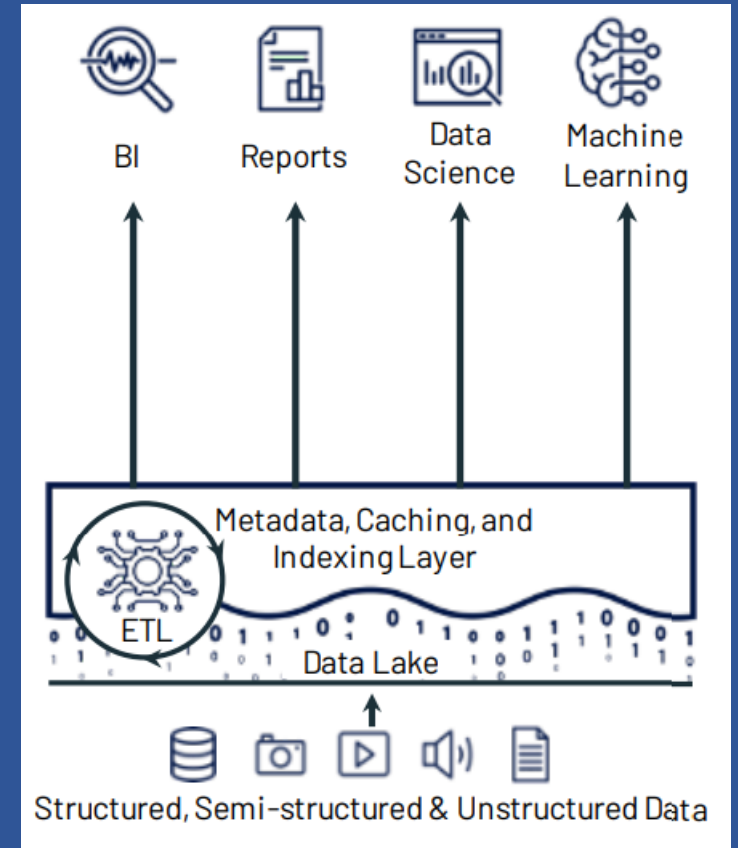 BI
Reports
Data
Science
Machine
Learning
Metadata, Caching, and
Indexing Layer
ETL
Data Lake
Structured, Semi-structured & Unstructured Data